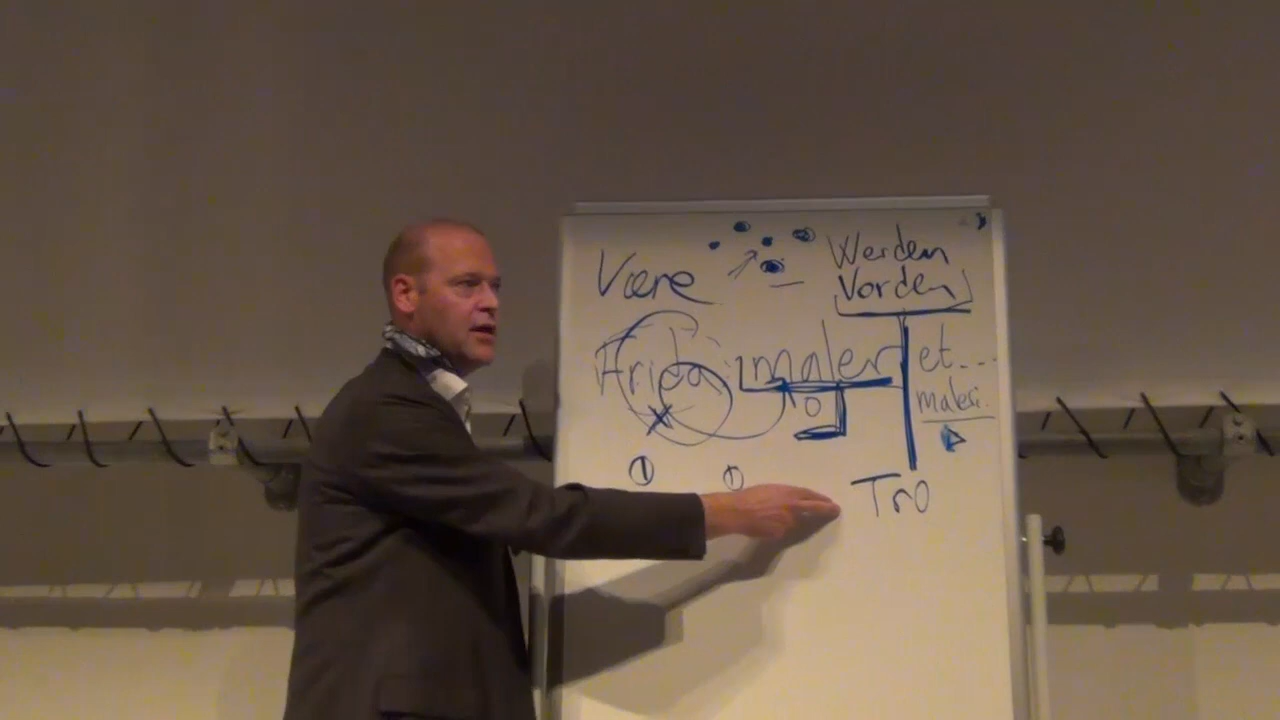 Være
Werden
Vorden
Frida maler et...
maleri.
Tro